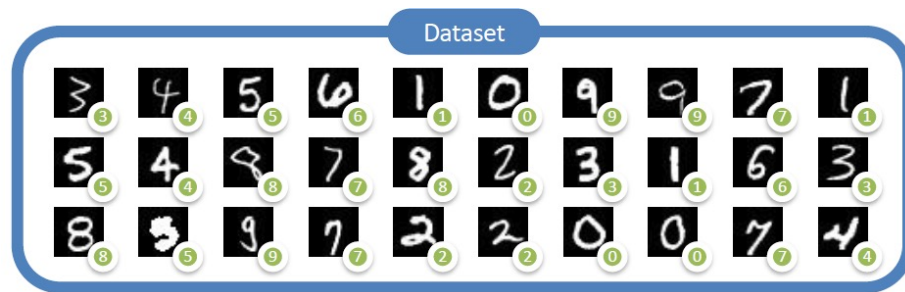 Dataset
3 3 4 4 5 5 6 6 1 1 0 0 9 9 9 9 7 7 1 1
5 5 4 4 8 8 7 7 8 8 2 2 3 3 1 1 6 6 3 3
8 8 5 5 9 9 7 7 2 2 2 2 0 0 0 0 7 7 4 4